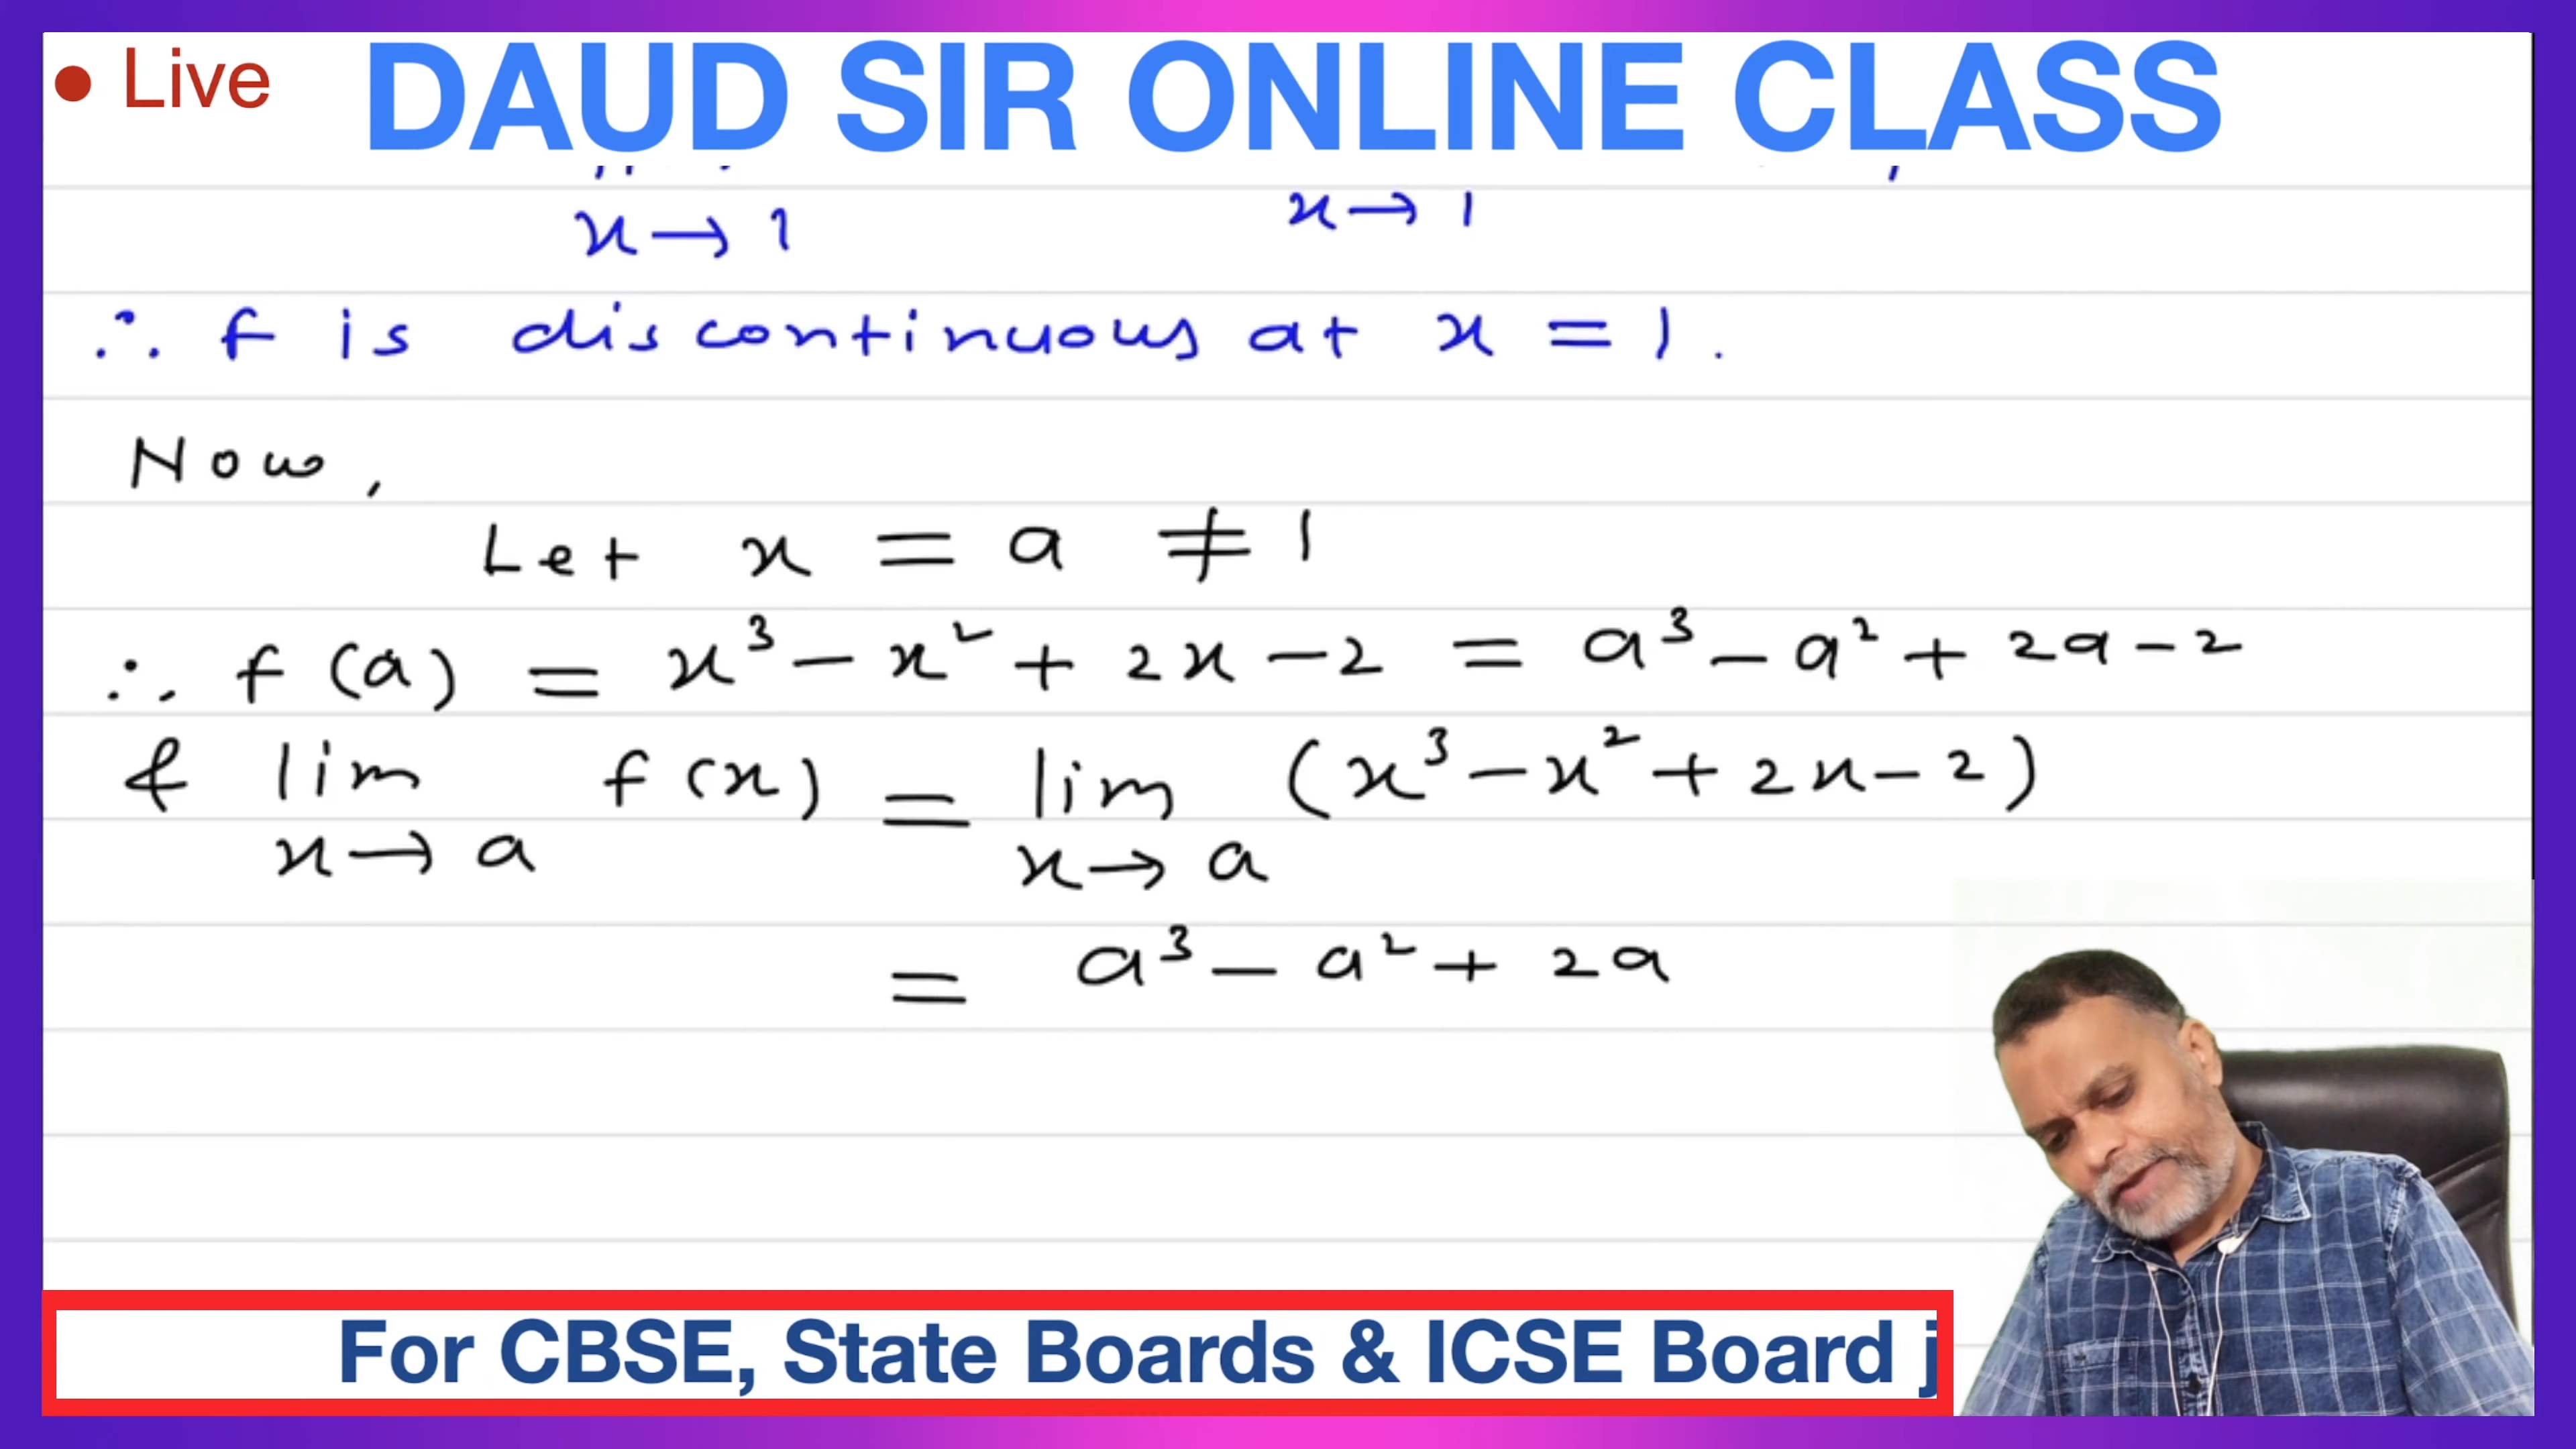 • Live DAUD SIR ONLINE CLASS
x → 1 x → 1
∴ f is discontinuous at x = 1.
Now,
Let x = a ≠ 1
∴ f(a) = x³ – x² + 2x – 2 = a³ – a² + 2a – 2
& lim f(x) = lim (x³ – x² + 2x – 2)
x → a x → a
= a³ – a² + 2a
For CBSE, State Boards & ICSE Board j